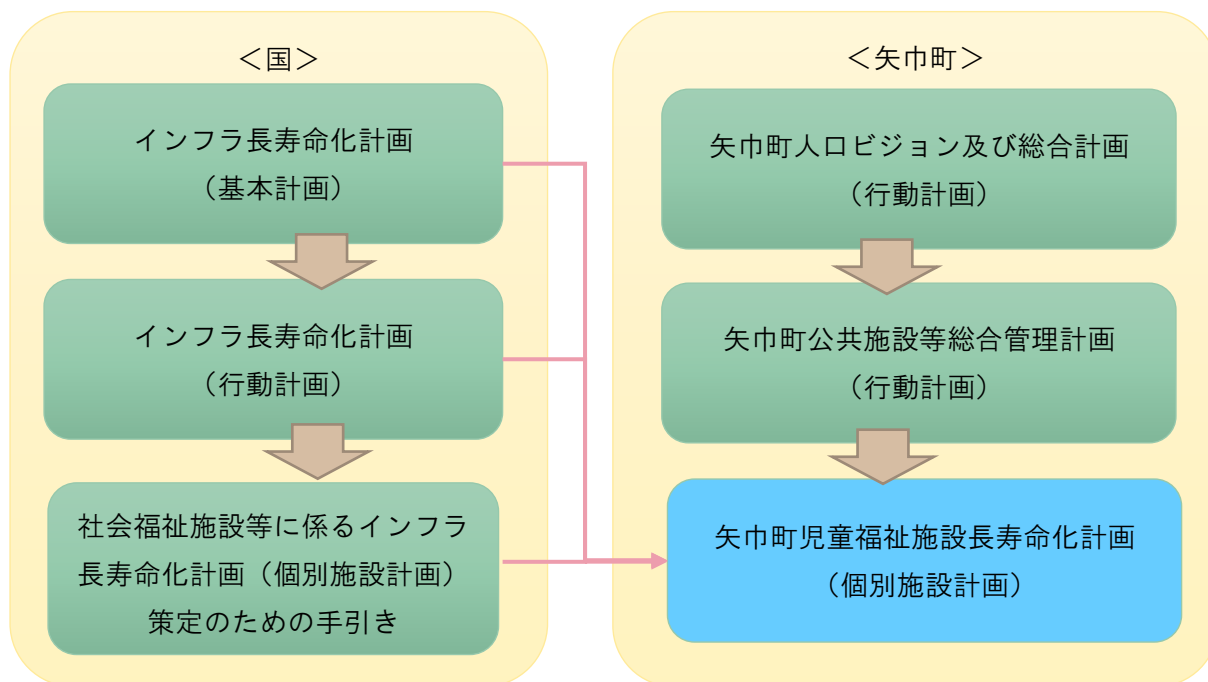 ＜国＞
インフラ長寿命化計画
（基本計画）
インフラ長寿命化計画
（行動計画）
社会福祉施設等に係るインフラ
長寿命化計画（個別施設計画）
策定のための手引き
＜矢巾町＞
矢巾町人口ビジョン及び総合計画
（行動計画）
矢巾町公共施設等総合管理計画
（行動計画）
矢巾町児童福祉施設長寿命化計画
（個別施設計画）